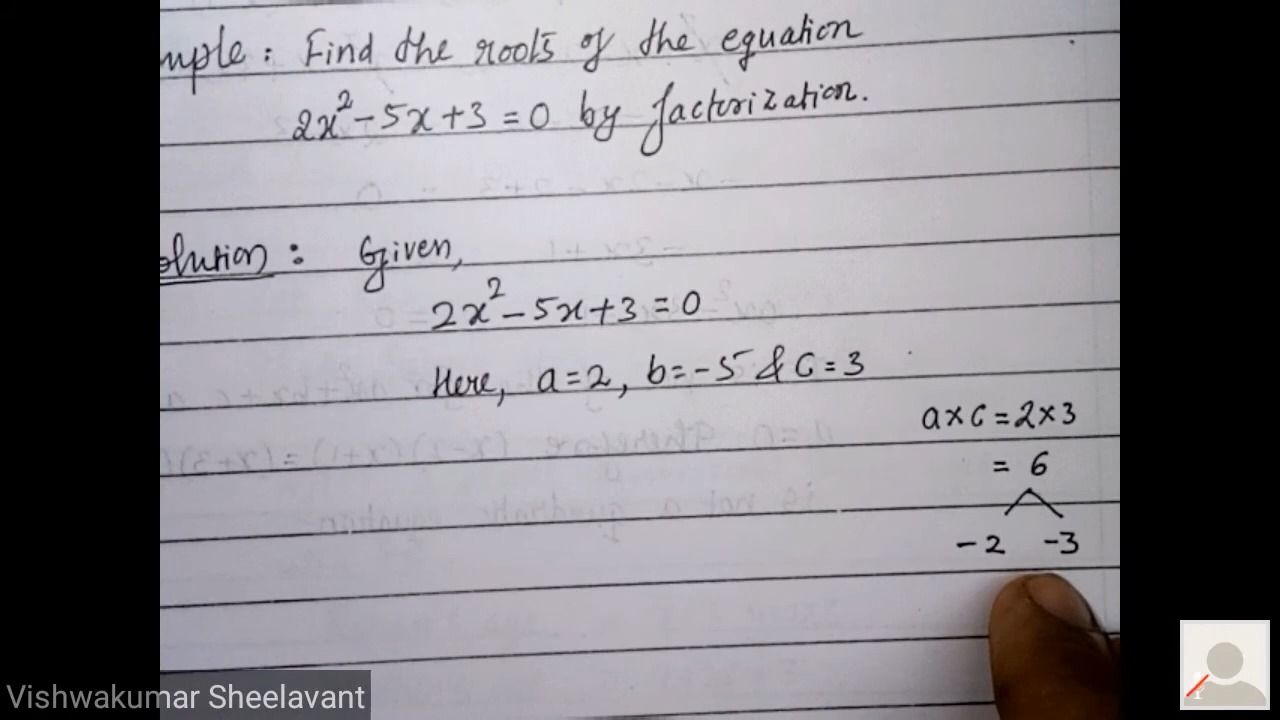 mple: Find the roots of the equation
2x² - 5x + 3 = 0 by factorization.
olution: Given,
2x² - 5x + 3 = 0
Here, a = 2, b = -5 & c = 3
a × c = 2 × 3
= 6
-2 -3
Vishwakumar Sheelavant